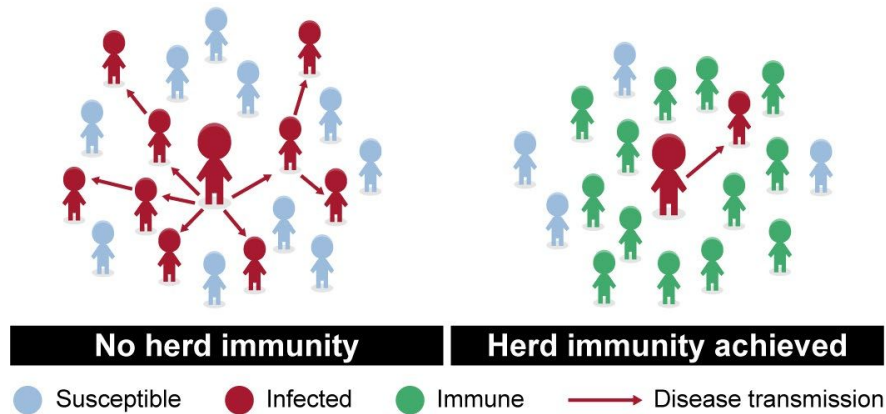 No herd immunity
Herd immunity achieved
Susceptible
Infected
Immune
Disease transmission